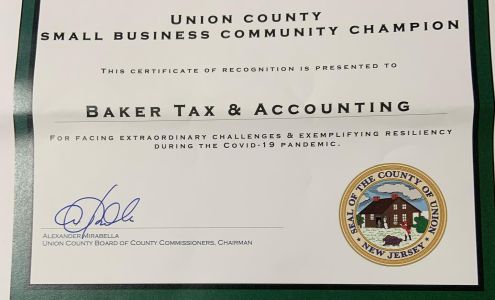 UNION COUNTY
SMALL BUSINESS COMMUNITY CHAMPION
THIS CERTIFICATE OF RECOGNITION IS PRESENTED TO
BAKER TAX & ACCOUNTING
FOR FACING EXTRAORDINARY CHALLENGES & EXEMPLIFYING RESILIENCY
DURING THE COVID-19 PANDEMIC.
ALEXANDER MIRABELLA
UNION COUNTY BOARD OF COUNTY COMMISSIONERS, CHAIRMAN
SEAL OF THE COUNTY OF UNION
NEW JERSEY